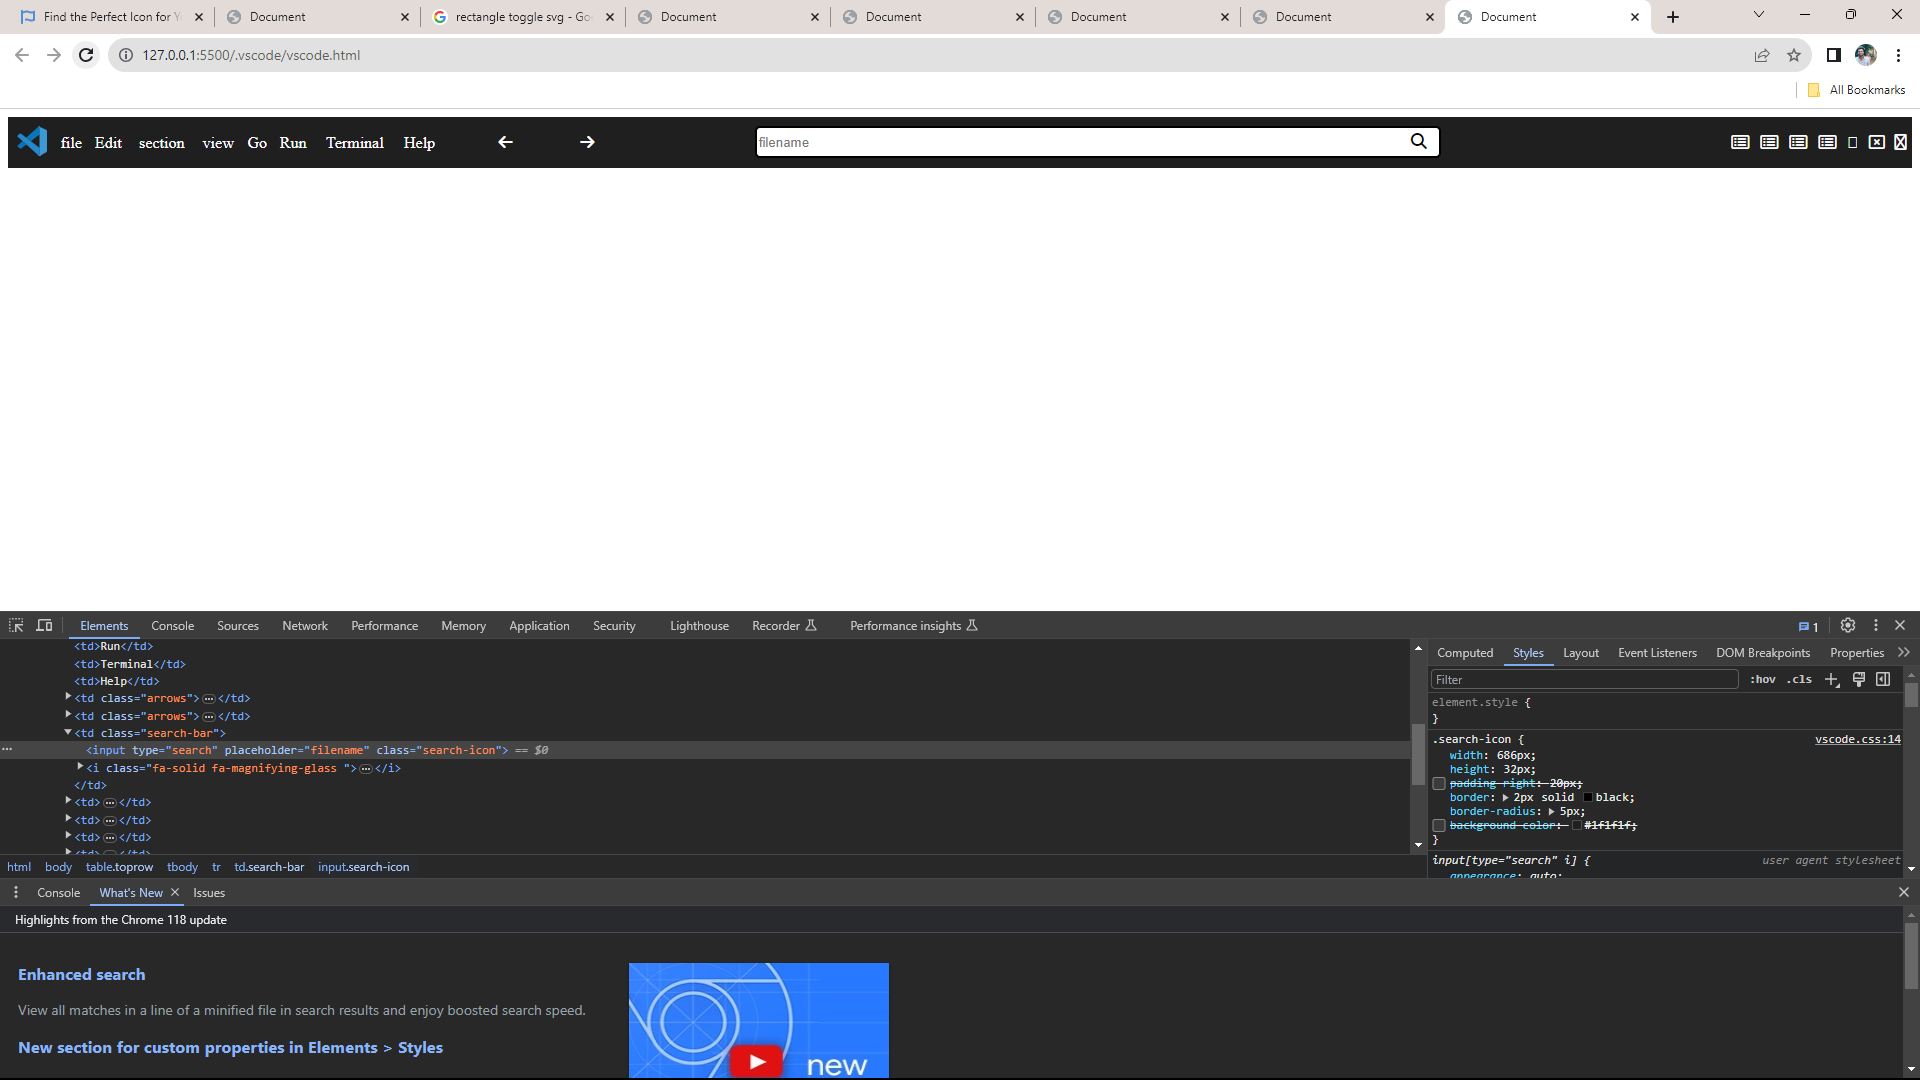 Find the Perfect Icon for Y
Document
rectangle toggle svg - Go
Document
Document
Document
Document
Document
127.0.0.1:5500/.vscode/vscode.html
All Bookmarks
file Edit section view Go Run Terminal Help
filename
Elements Console Sources Network Performance Memory Application Security Lighthouse Recorder Performance insights 1
<td>Run</td>
<td>Terminal</td>
<td>Help</td>
<td class="arrows">…</td>
<td class="arrows">…</td>
<td class="search-bar">
<input type="search" placeholder="filename" class="search-icon"> == $0
<i class="fa-solid fa-magnifying-glass ">…</i>
</td>
<td>…</td>
<td>…</td>
<td>…</td>
<td>…</td>
html body table.toprow tbody tr td.search-bar input.search-icon
Computed Styles Layout Event Listeners DOM Breakpoints Properties
Filter :hov .cls
element.style {
}
.search-icon { vscode.css:14
width: 686px;
height: 32px;
padding right: 20px;
border: 2px solid black;
border-radius: 5px;
background color: #1f1f1f;
}
input[type="search" i] { user agent stylesheet
appearance: auto;
Console What's New Issues
Highlights from the Chrome 118 update
Enhanced search
View all matches in a line of a minified file in search results and enjoy boosted search speed.
New section for custom properties in Elements > Styles
new